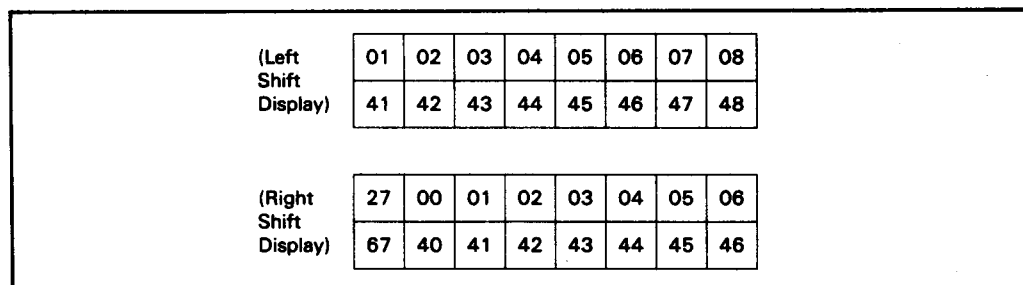 (Left Shift Display) 01 02 03 04 05 06 07 08
41 42 43 44 45 46 47 48
(Right Shift Display) 27 00 01 02 03 04 05 06
67 40 41 42 43 44 45 46